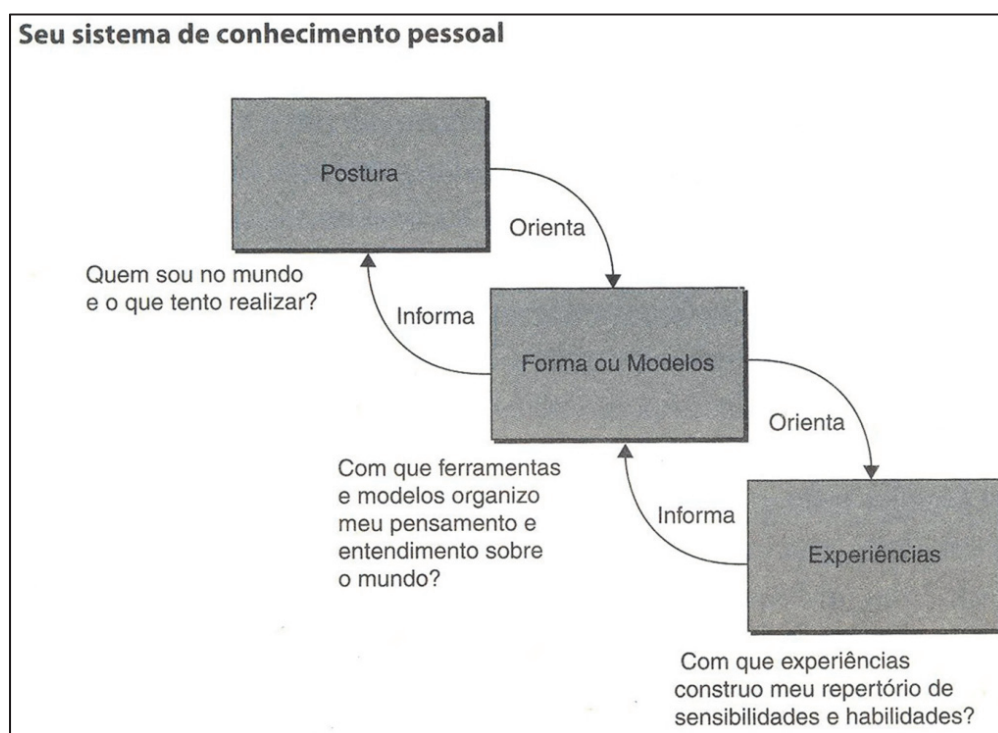 Seu sistema de conhecimento pessoal
Postura
Orienta
Quem sou no mundo
e o que tento realizar?
Informa
Forma ou Modelos
Orienta
Com que ferramentas
e modelos organizo
meu pensamento e
entendimento sobre
o mundo?
Informa
Experiências
Com que experiências
construo meu repertório de
sensibilidades e habilidades?